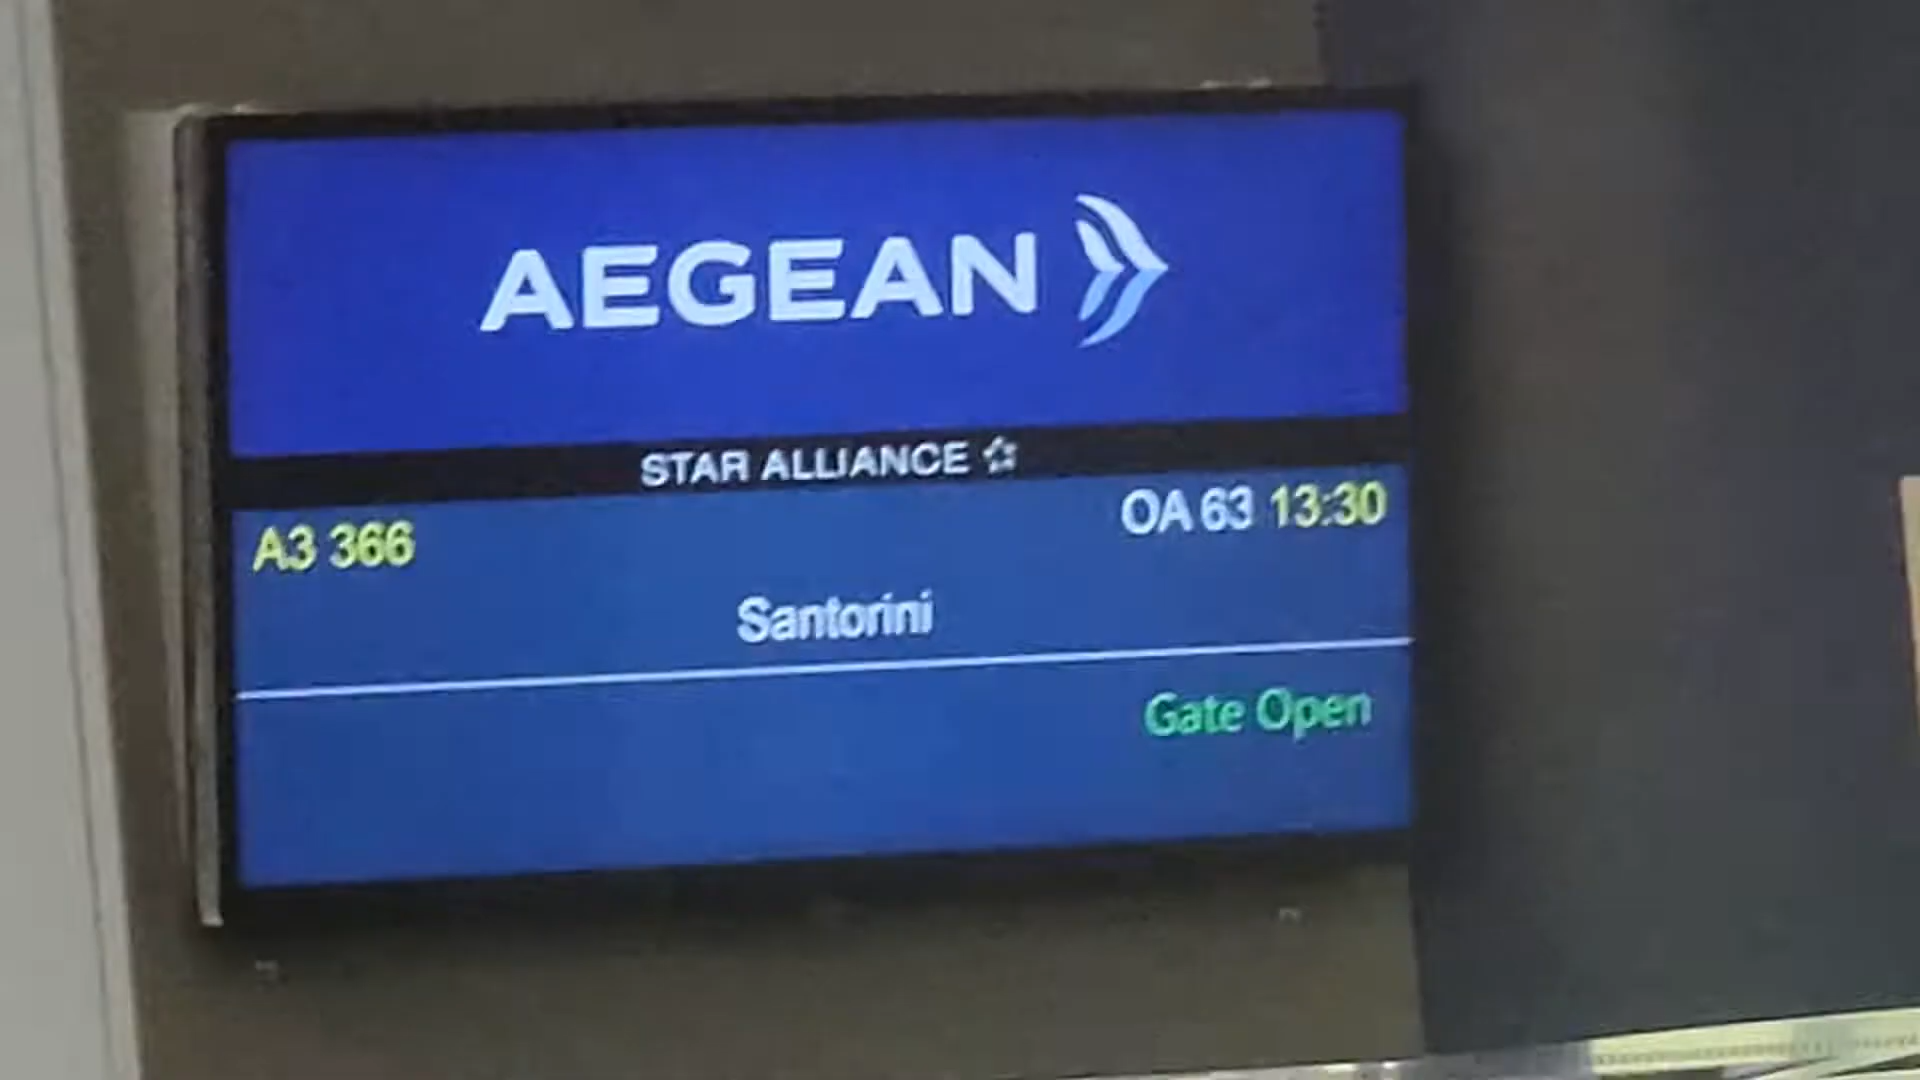 AEGEAN
STAR ALLIANCE
A3 366 OA 63 13:30
Santorini
Gate Open